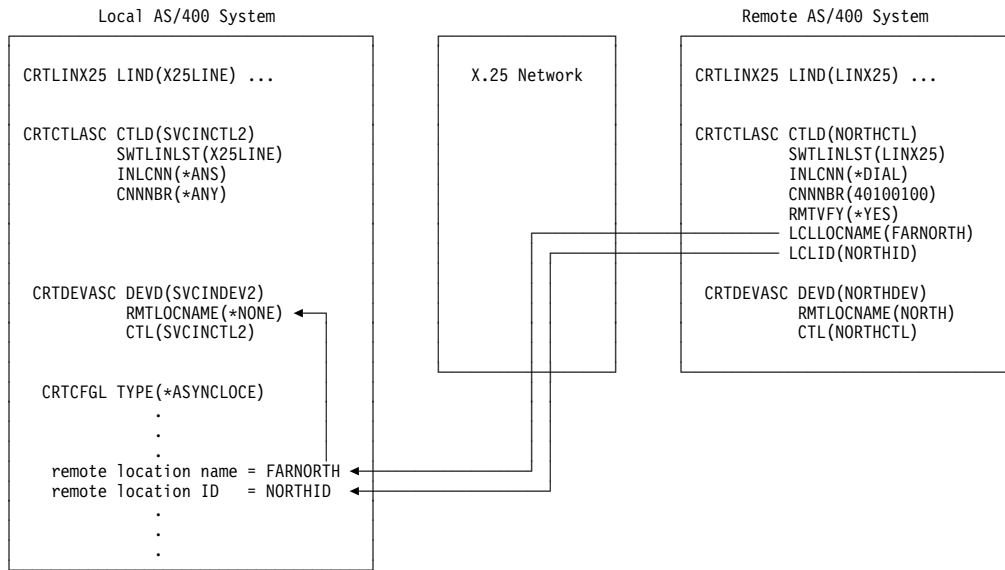 Local AS/400 System
CRTLINX25 LIND(X25LINE) ...
CRTCTLASC CTLD(SVCINCTL2)
SWTLINLST(X25LINE)
INLCNN(*ANS)
CNNNBR(*ANY)
CRTDEVASC DEVD(SVCINDEV2)
RMTLOCNAME(*NONE)
CTL(SVCINCTL2)
CRTCFGL TYPE(*ASYNCLOCE)
.
.
.
remote location name = FARNORTH
remote location ID = NORTHID
.
.
.
X.25 Network
Remote AS/400 System
CRTLINX25 LIND(LINX25) ...
CRTCTLASC CTLD(NORTHCTL)
SWTLINLST(LINX25)
INLCNN(*DIAL)
CNNNBR(40100100)
RMTVFY(*YES)
LCLLOCNAME(FARNORTH)
LCLID(NORTHID)
CRTDEVASC DEVD(NORTHDEV)
RMTLOCNAME(NORTH)
CTL(NORTHCTL)